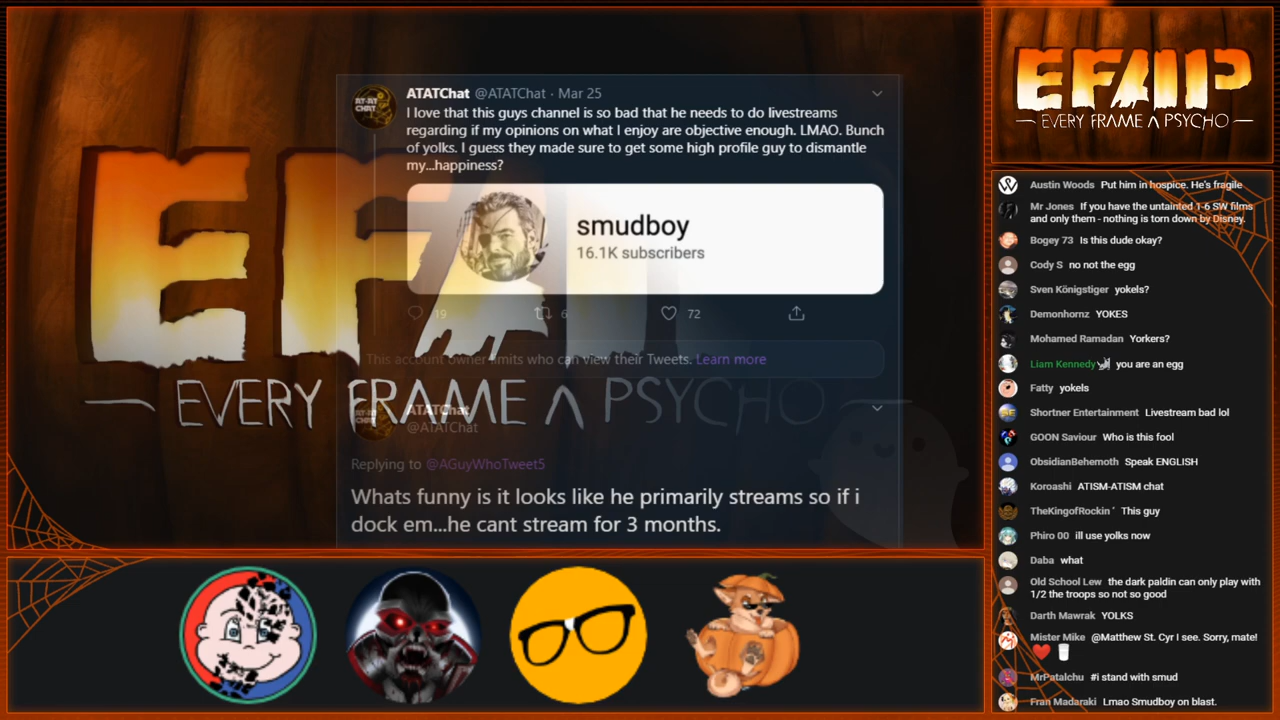 ATATChat @ATATChat · Mar 25
I love that this guys channel is so bad that he needs to do livestreams
regarding if my opinions on what I enjoy are objective enough. LMAO. Bunch
of yolks. I guess they made sure to get some high profile guy to dismantle
my...happiness?
smudboy
16.1K subscribers
19 6 72
This account owner limits who can view their Tweets. Learn more
EVERY FRAME A PSYCHO
ATATChat
@ATATChat
Replying to @AGuyWhoTweet5
Whats funny is it looks like he primarily streams so if i
dock em...he cant stream for 3 months.
EFAP
EVERY FRAME A PSYCHO
Austin Woods Put him in hospice. He's fragile
Mr Jones If you have the untainted 1-6 SW films
and only them - nothing is torn down by Disney.
Bogey 73 Is this dude okay?
Cody S no not the egg
Sven Königstiger yokels?
Demonhornz YOKES
Mohamed Ramadan Yorkers?
Liam Kennedy you are an egg
Fatty yokels
Shortner Entertainment Livestream bad lol
GOON Saviour Who is this fool
ObsidianBehemoth Speak ENGLISH
Koroashi ATISM-ATISM chat
TheKingofRockin ' This guy
Phiro 00 ill use yolks now
Daba what
Old School Lew the dark paldin can only play with
1/2 the troops so not so good
Darth Mawrak YOLKS
Mister Mike @Matthew St. Cyr I see. Sorry, mate!
MrPatalchu #i stand with smud
Fran Madaraki Lmao Smudboy on blast.